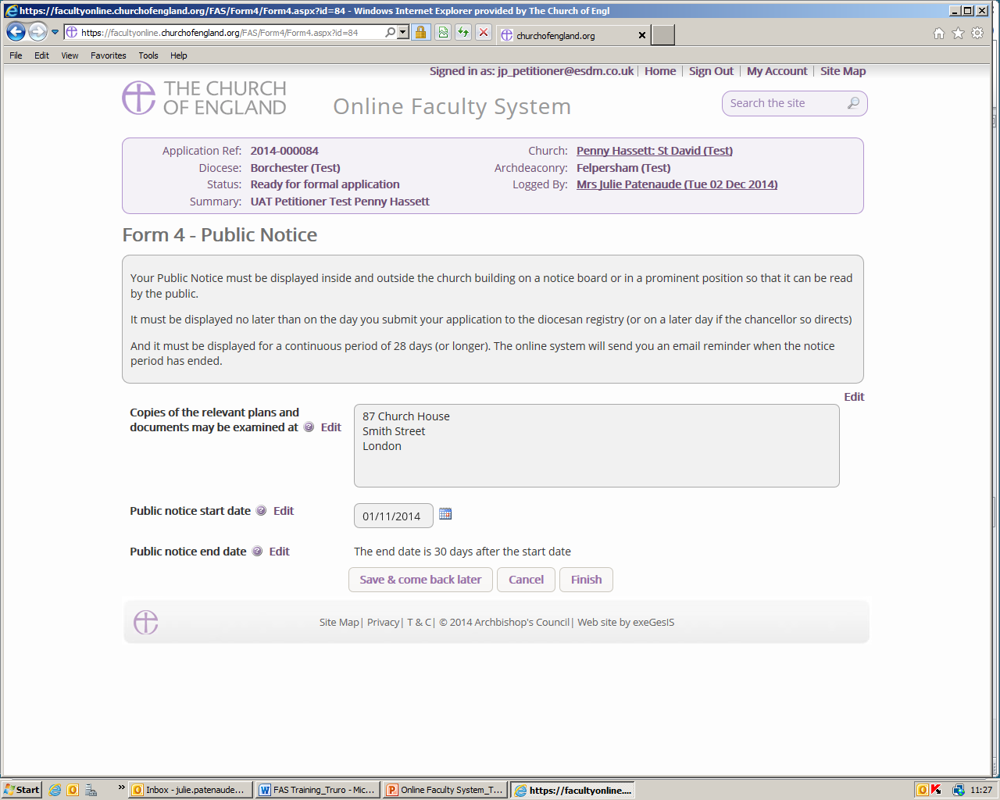 https://facultyonline.churchofengland.org/FAS/Form4/Form4.aspx?id=84 - Windows Internet Explorer provided by The Church of Engl
https://facultyonline.churchofengland.org/FAS/Form4/Form4.aspx?id=84
churchofengland.org
File Edit View Favorites Tools Help
Signed in as: jp_petitioner@esdm.co.uk | Home | Sign Out | My Account | Site Map
THE CHURCH
OF ENGLAND
Online Faculty System
Search the site
Application Ref: 2014-000084 Church: Penny Hassett: St David (Test)
Diocese: Borchester (Test) Archdeaconry: Felpersham (Test)
Status: Ready for formal application Logged By: Mrs Julie Patenaude (Tue 02 Dec 2014)
Summary: UAT Petitioner Test Penny Hassett
Form 4 - Public Notice
Your Public Notice must be displayed inside and outside the church building on a notice board or in a prominent position so that it can be read
by the public.
It must be displayed no later than on the day you submit your application to the diocesan registry (or on a later day if the chancellor so directs)
And it must be displayed for a continuous period of 28 days (or longer). The online system will send you an email reminder when the notice
period has ended.
Edit
Copies of the relevant plans and
documents may be examined at ? Edit
87 Church House
Smith Street
London
Public notice start date ? Edit 01/11/2014
Public notice end date ? Edit The end date is 30 days after the start date
Save & come back later Cancel Finish
Site Map| Privacy| T & C| © 2014 Archbishop's Council| Web site by exeGesIS
Start » Inbox - julie.patenaude... FAS Training_Truro - Mic... Online Faculty System_T... https://facultyonline.... 11:27